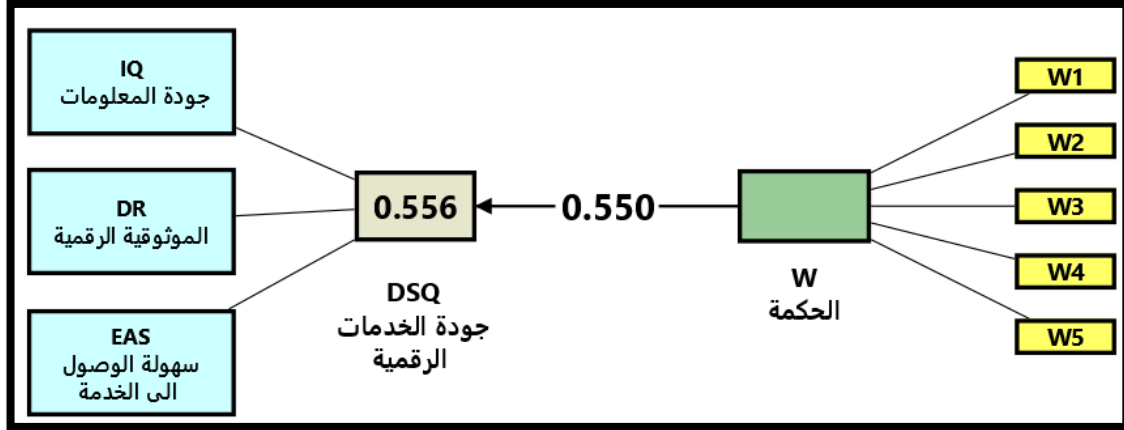 IQ
جودة المعلومات
DR
الموثوقية الرقمية
EAS
سهولة الوصول
الى الخدمة
0.556
DSQ
جودة الخدمات
الرقمية
0.550
W
الحكمة
W1
W2
W3
W4
W5